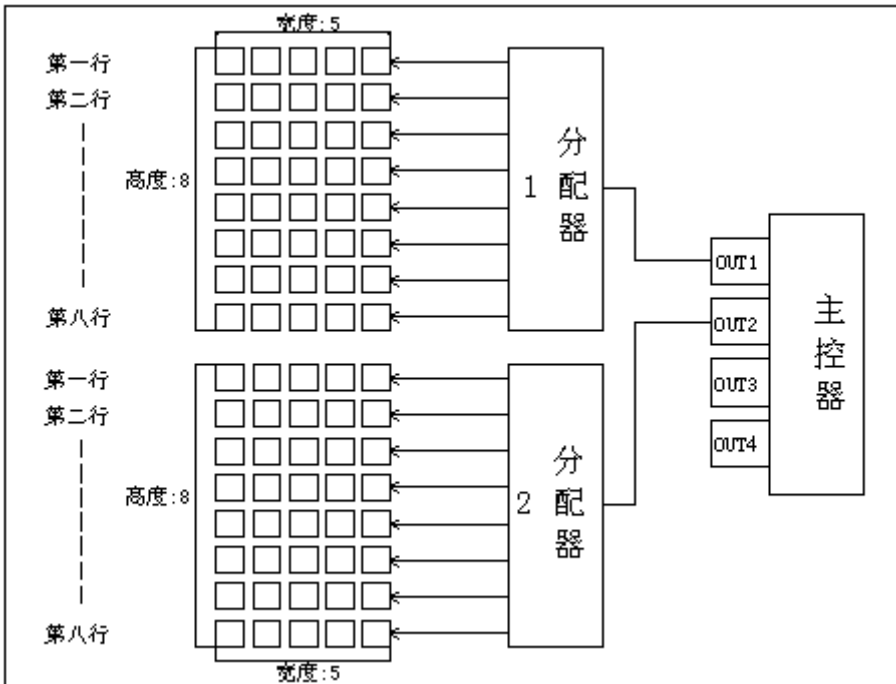 宽度:5
第一行
第二行
高度:8
第八行
1 分配器
OUT1
OUT2
OUT3
OUT4
主控器
第一行
第二行
高度:8
第八行
2 分配器
宽度:5